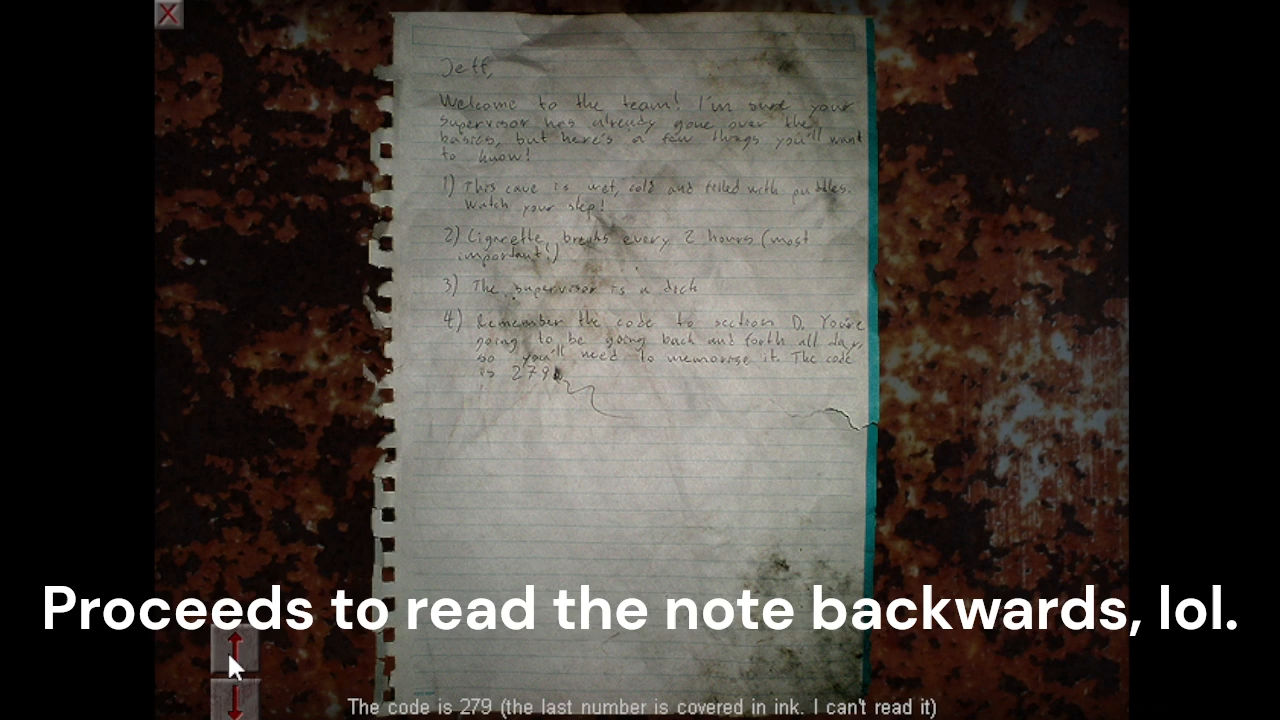 Jeff,
Welcome to the team! I'm sure your
supervisor has already gone over the
basics, but here's a few things you'll want
to know!
1) This cave is wet, cold and filled with puddles.
Watch your step!
2) Cigarette breaks every 2 hours (most
important!)
3) The supervisor is a dick
4) Remember the code to section D. You're
going to be going back and forth all day,
so you'll need to memorise it. The code
is 279
Proceeds to read the note backwards, lol.
The code is 279 (the last number is covered in ink. I can't read it)